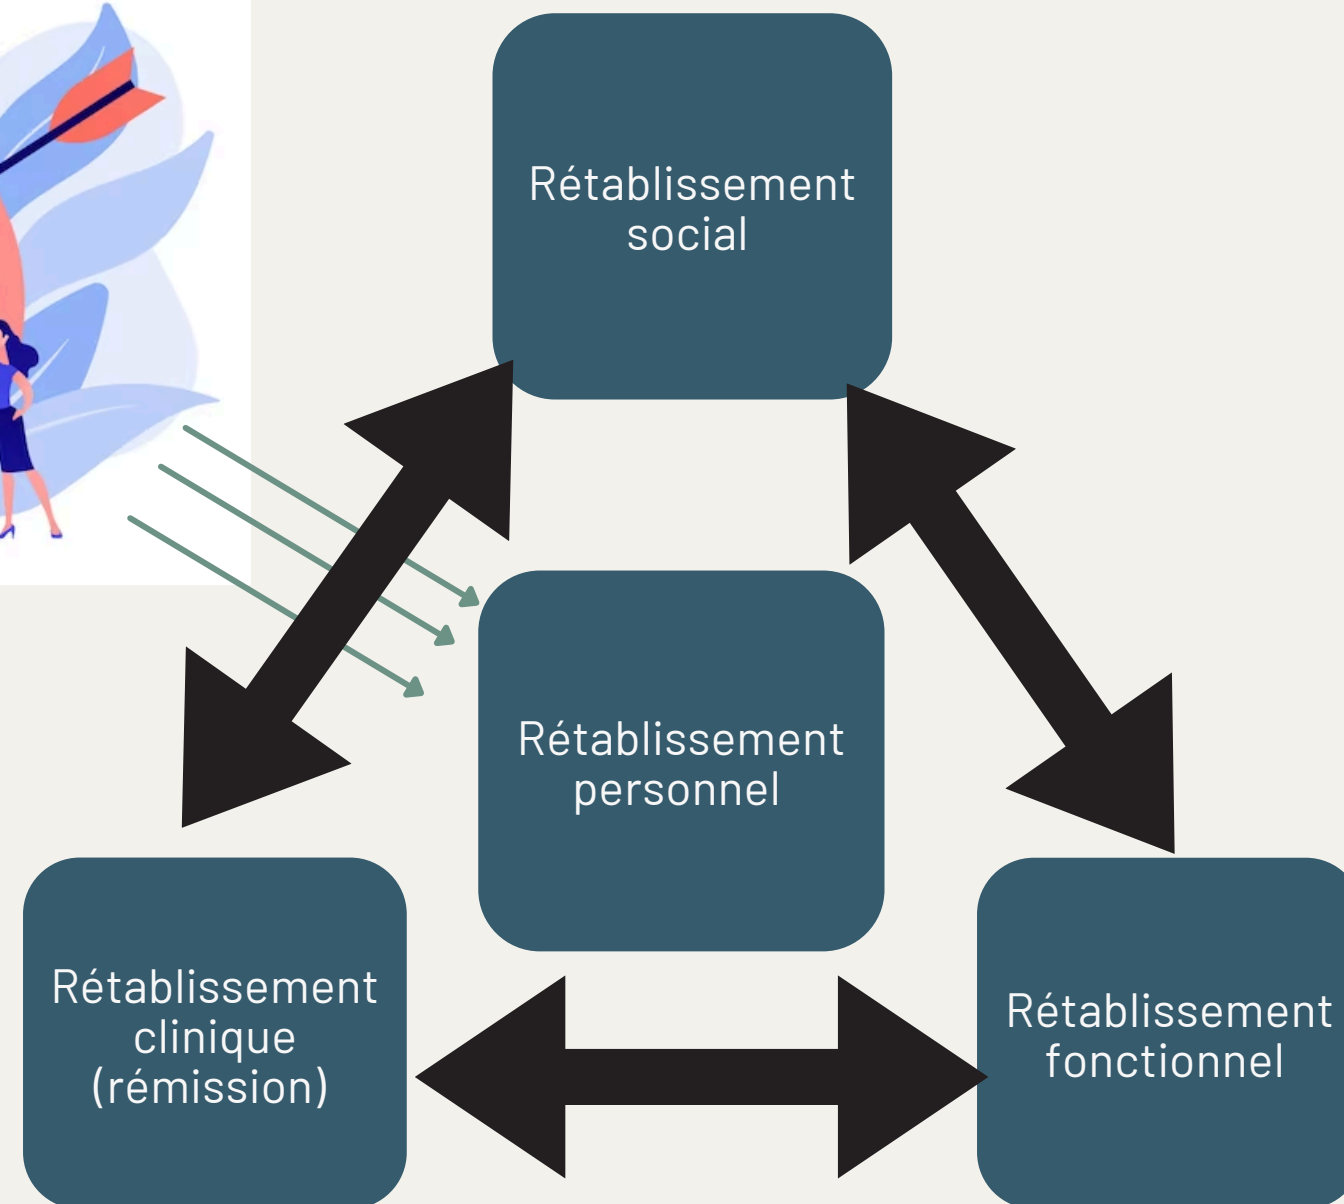 Rétablissement
social
Rétablissement
personnel
Rétablissement
clinique
(rémission)
Rétablissement
fonctionnel